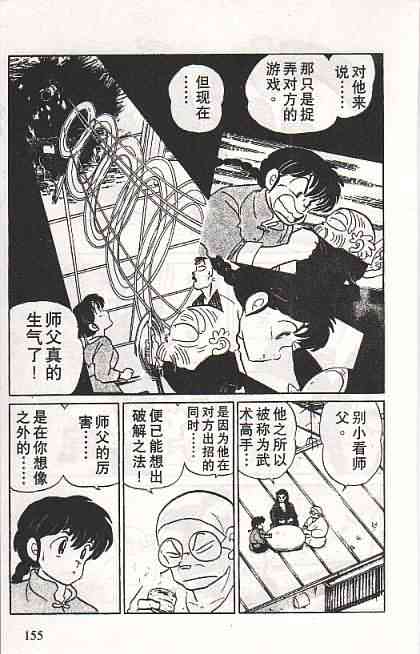 对他来
说……
那只是捉
弄对方的
游戏。
但现在
师父真的
生气了！
别小看师
父。
他之所以
被称为武
术高手…
是因为他在
对方出招的
同时……
便已能想出
破解之法！
师父的厉
害……
是在你想像
之外的……
155